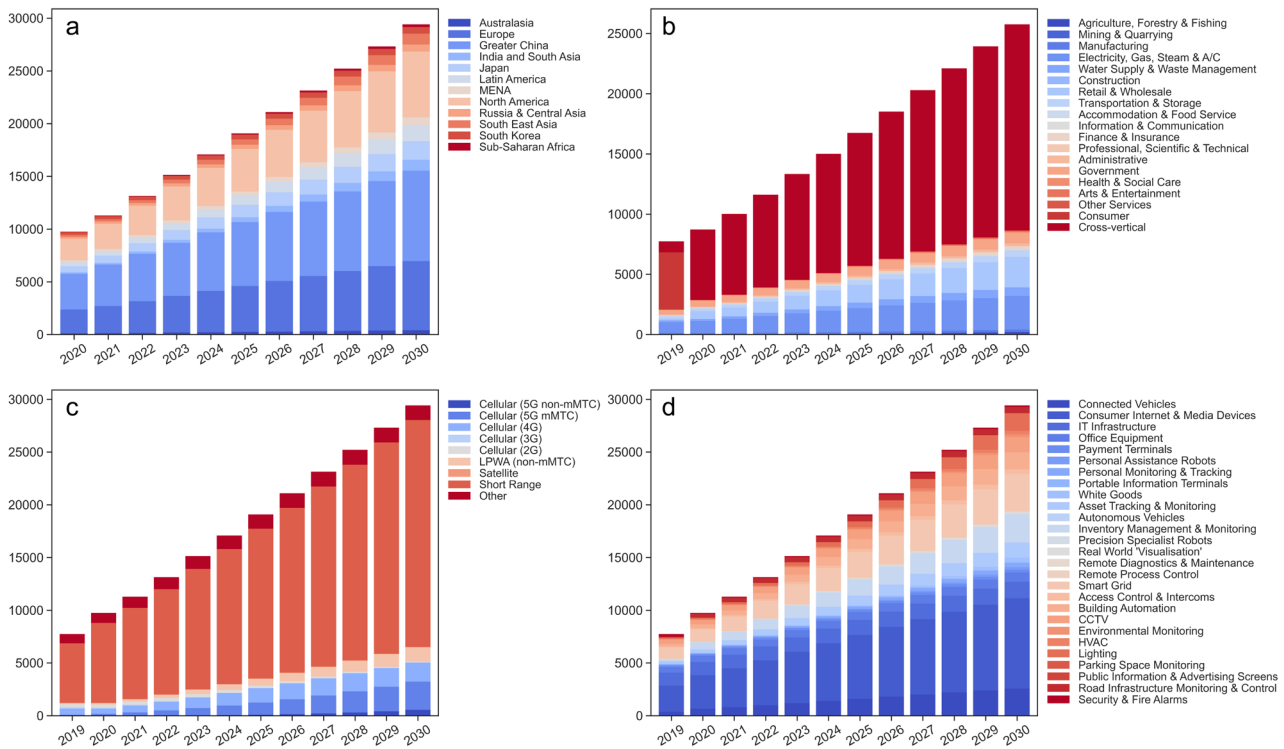 a
30000
25000
20000
15000
10000
5000
0
2020
2021
2022
2023
2024
2025
2026
2027
2028
2029
2030
Australasia
Europe
Greater China
India and South Asia
Japan
Latin America
MENA
North America
Russia & Central Asia
South East Asia
South Korea
Sub-Saharan Africa
b
25000
20000
15000
10000
5000
0
2019
2020
2021
2022
2023
2024
2025
2026
2027
2028
2029
2030
Agriculture, Forestry & Fishing
Mining & Quarrying
Manufacturing
Electricity, Gas, Steam & A/C
Water Supply & Waste Management
Construction
Retail & Wholesale
Transportation & Storage
Accommodation & Food Service
Information & Communication
Finance & Insurance
Professional, Scientific & Technical
Administrative
Government
Health & Social Care
Arts & Entertainment
Other Services
Consumer
Cross-vertical
c
30000
25000
20000
15000
10000
5000
0
2019
2020
2021
2022
2023
2024
2025
2026
2027
2028
2029
2030
Cellular (5G non-mMTC)
Cellular (5G mMTC)
Cellular (4G)
Cellular (3G)
Cellular (2G)
LPWA (non-mMTC)
Satellite
Short Range
Other
d
30000
25000
20000
15000
10000
5000
0
2019
2020
2021
2022
2023
2024
2025
2026
2027
2028
2029
2030
Connected Vehicles
Consumer Internet & Media Devices
IT Infrastructure
Office Equipment
Payment Terminals
Personal Assistance Robots
Personal Monitoring & Tracking
Portable Information Terminals
White Goods
Asset Tracking & Monitoring
Autonomous Vehicles
Inventory Management & Monitoring
Precision Specialist Robots
Real World 'Visualisation'
Remote Diagnostics & Maintenance
Remote Process Control
Smart Grid
Access Control & Intercoms
Building Automation
CCTV
Environmental Monitoring
HVAC
Lighting
Parking Space Monitoring
Public Information & Advertising Screens
Road Infrastructure Monitoring & Control
Security & Fire Alarms